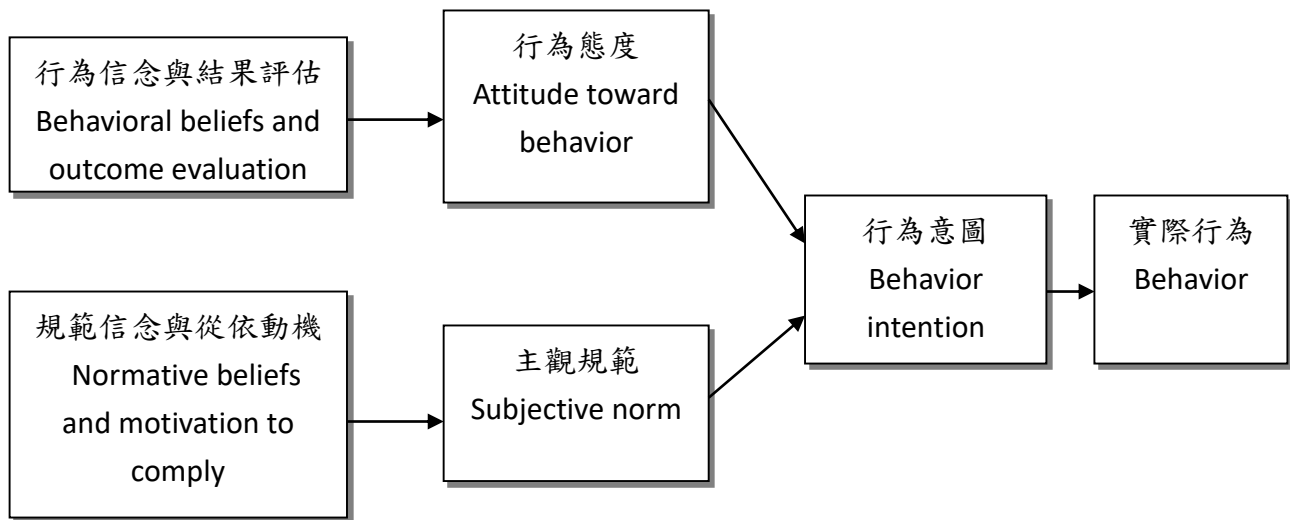 行為信念與結果評估
Behavioral beliefs and
outcome evaluation
行為態度
Attitude toward
behavior
規範信念與從依動機
Normative beliefs
and motivation to
comply
主觀規範
Subjective norm
行為意圖
Behavior
intention
實際行為
Behavior